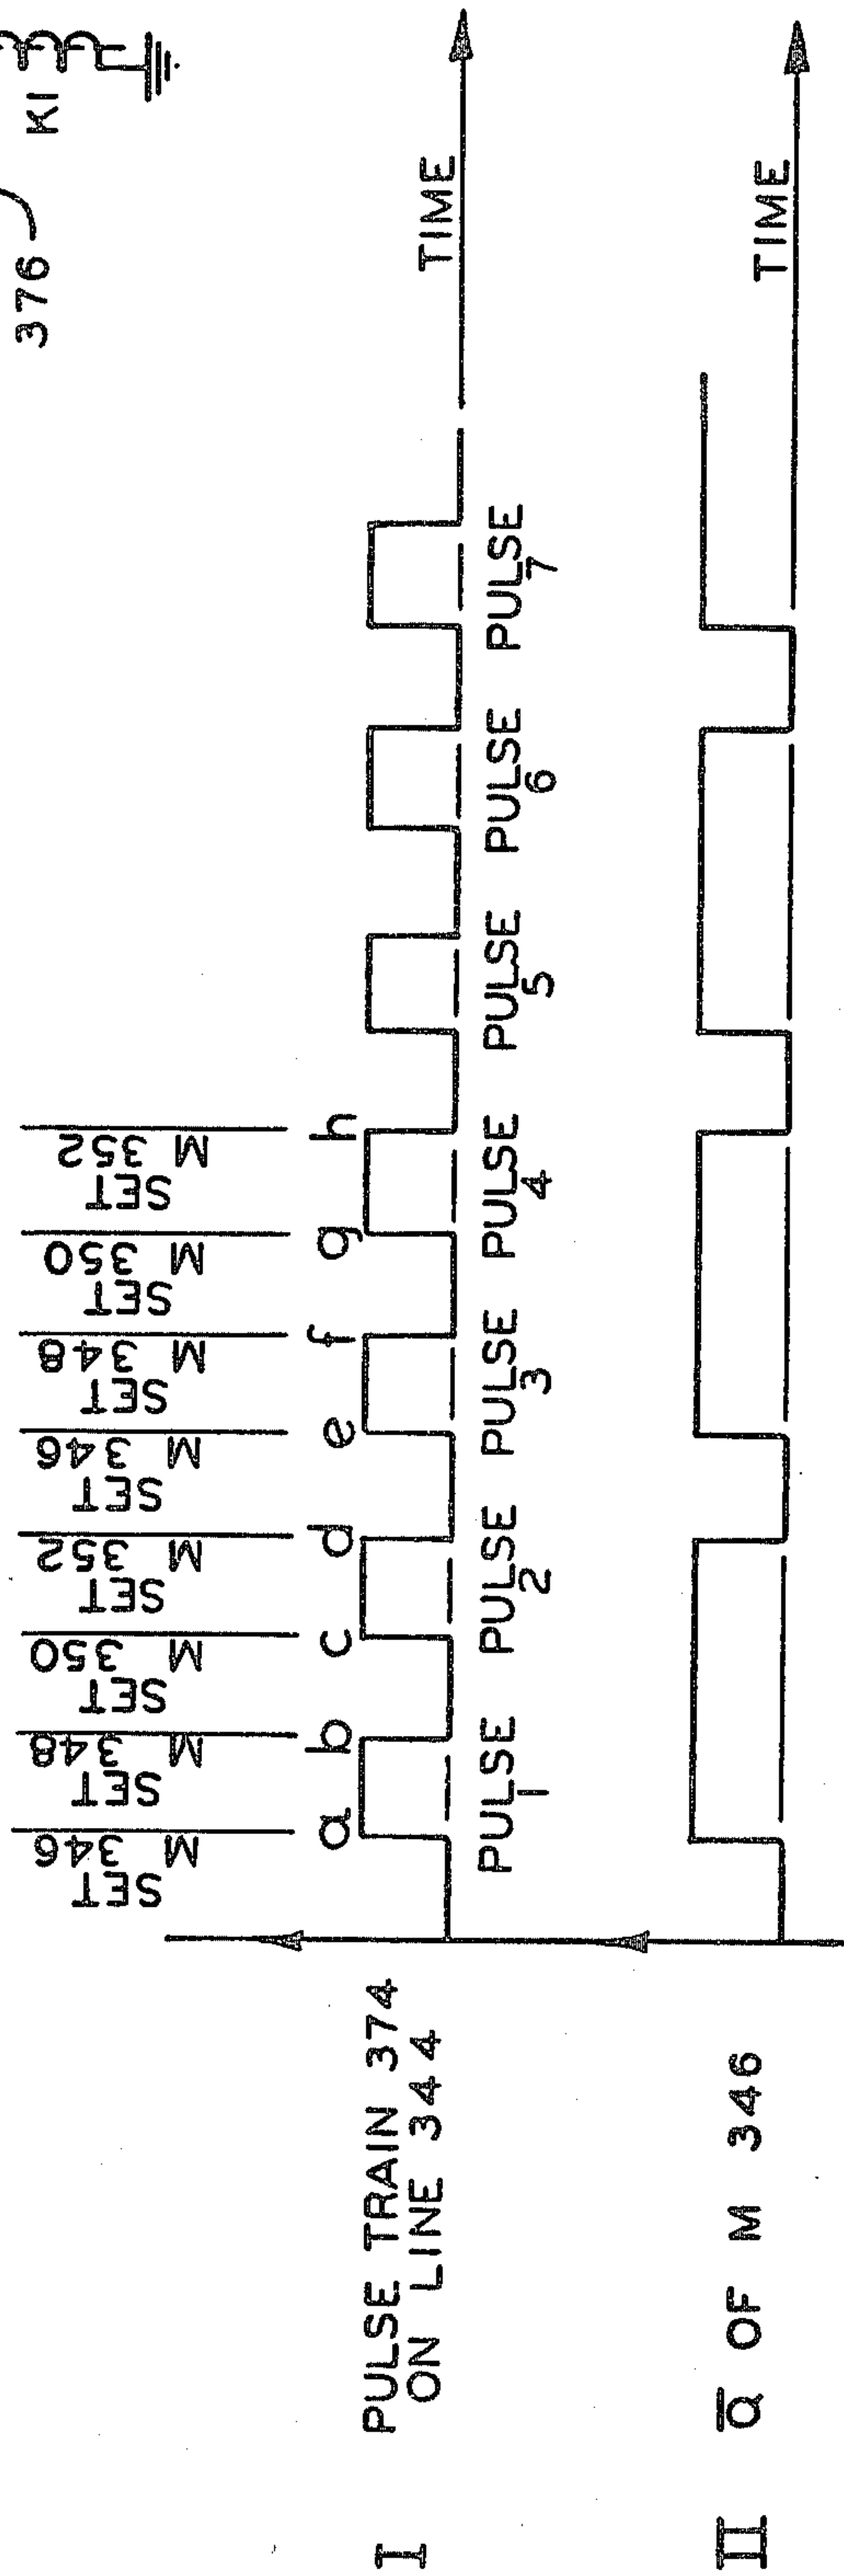 376
K1
SET
M 346
SET
M 348
SET
M 350
SET
M 352
SET
M 346
SET
M 348
SET
M 350
SET
M 352
a b c d e f g h
I PULSE TRAIN 374
ON LINE 344
TIME
PULSE
1
PULSE
2
PULSE
3
PULSE
4
PULSE
5
PULSE
6
PULSE
7
II Q̅ OF M 346
TIME